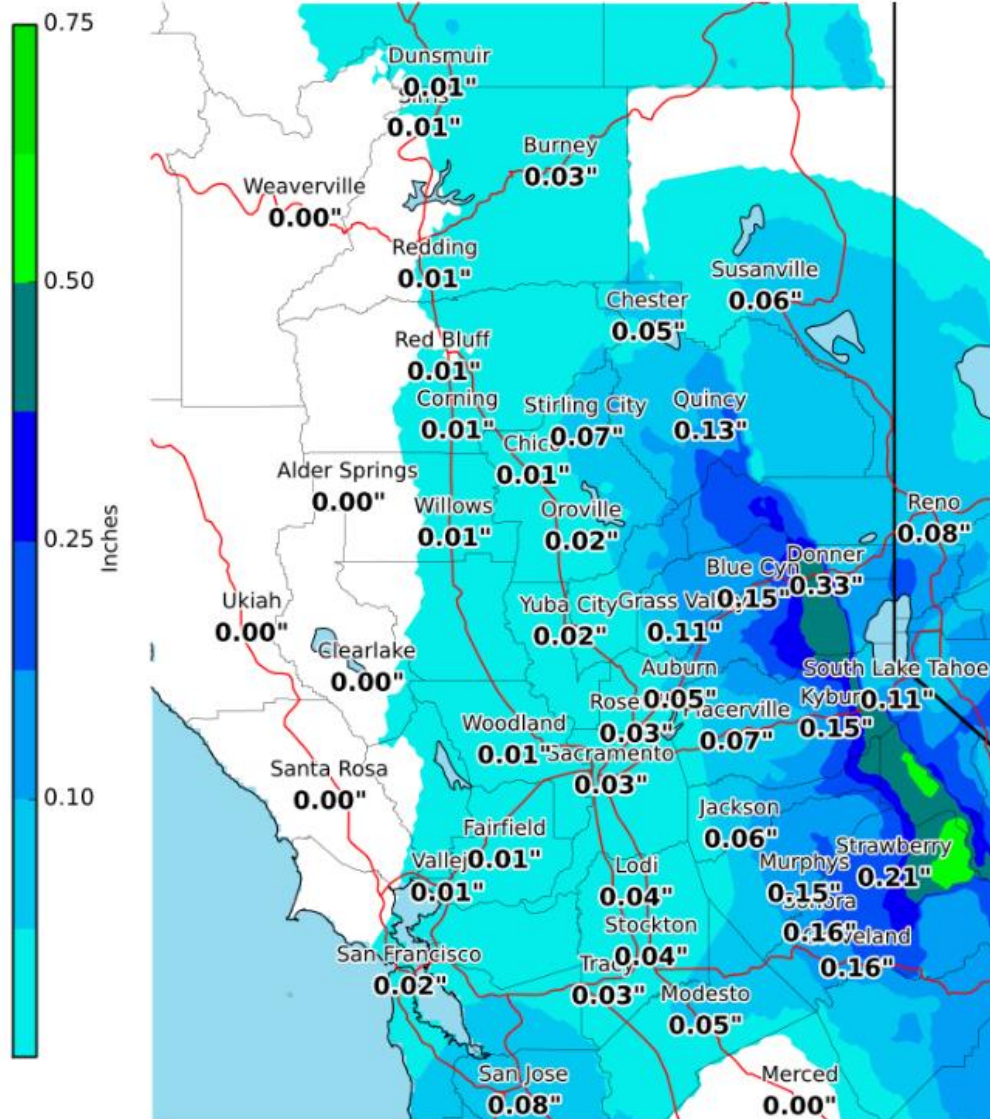 0.75
0.50
0.25
0.10
Inches
Dunsmuir
0.01"
Sims
0.01"
Burney
0.03"
Weaverville
0.00"
Redding
0.01"
Susanville
0.06"
Chester
0.05"
Red Bluff
0.01"
Corning
0.01"
Stirling City
0.07"
Quincy
0.13"
Chico
0.01"
Alder Springs
0.00"
Willows
0.01"
Oroville
0.02"
Reno
0.08"
Donner
0.33"
Blue Cyn
0.15"
Ukiah
0.00"
Yuba City
0.02"
Grass Valley
0.11"
Clearlake
0.00"
Auburn
0.05"
South Lake Tahoe
0.11"
Rose
0.03"
Placerville
0.07"
Kybur
0.15"
Woodland
0.01"
Sacramento
0.03"
Santa Rosa
0.00"
Jackson
0.06"
Fairfield
0.01"
Vallej
0.01"
Lodi
0.04"
Murphys
0.15"
Strawberry
0.21"
Sonora
0.16"
Stockton
0.04"
0.16"
San Francisco
0.02"
Tracy
0.03"
Modesto
0.05"
San Jose
0.08"
Merced
0.00"